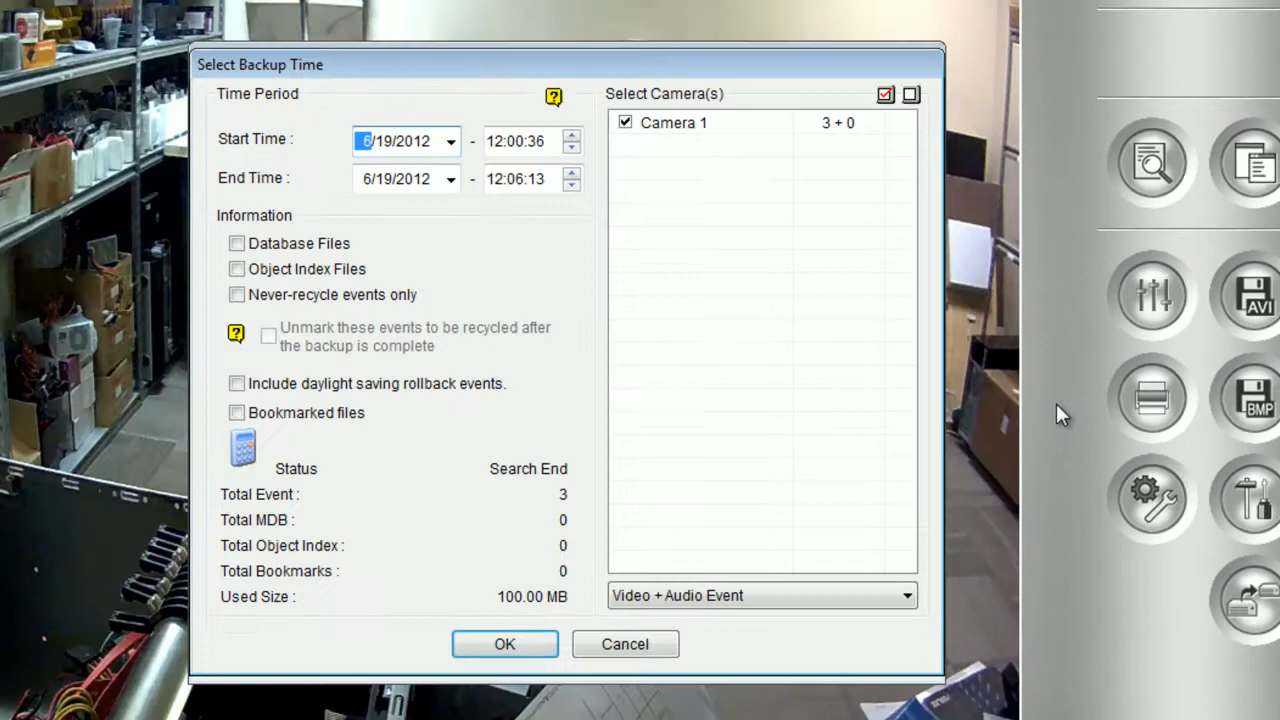 Select Backup Time
Time Period
?
Start Time :
6/19/2012
-
12:00:36
End Time :
6/19/2012
-
12:06:13
Information
Database Files
Object Index Files
Never-recycle events only
?
Unmark these events to be recycled after
the backup is complete
Include daylight saving rollback events.
Bookmarked files
Status
Search End
Total Event :
3
Total MDB :
0
Total Object Index :
0
Total Bookmarks :
0
Used Size :
100.00 MB
Select Camera(s)
Camera 1
3 + 0
Video + Audio Event
OK
Cancel
AVI
BMP